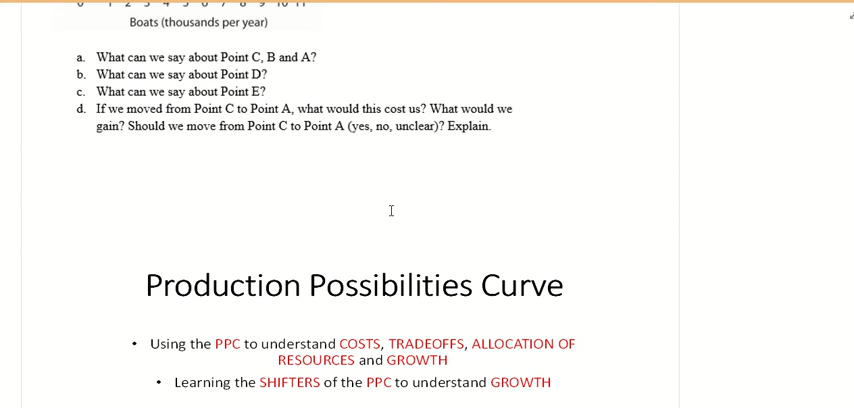 Boats (thousands per year)
a. What can we say about Point C, B and A?
b. What can we say about Point D?
c. What can we say about Point E?
d. If we moved from Point C to Point A, what would this cost us? What would we
gain? Should we move from Point C to Point A (yes, no, unclear)? Explain.
Production Possibilities Curve
• Using the PPC to understand COSTS, TRADEOFFS, ALLOCATION OF
RESOURCES and GROWTH
• Learning the SHIFTERS of the PPC to understand GROWTH